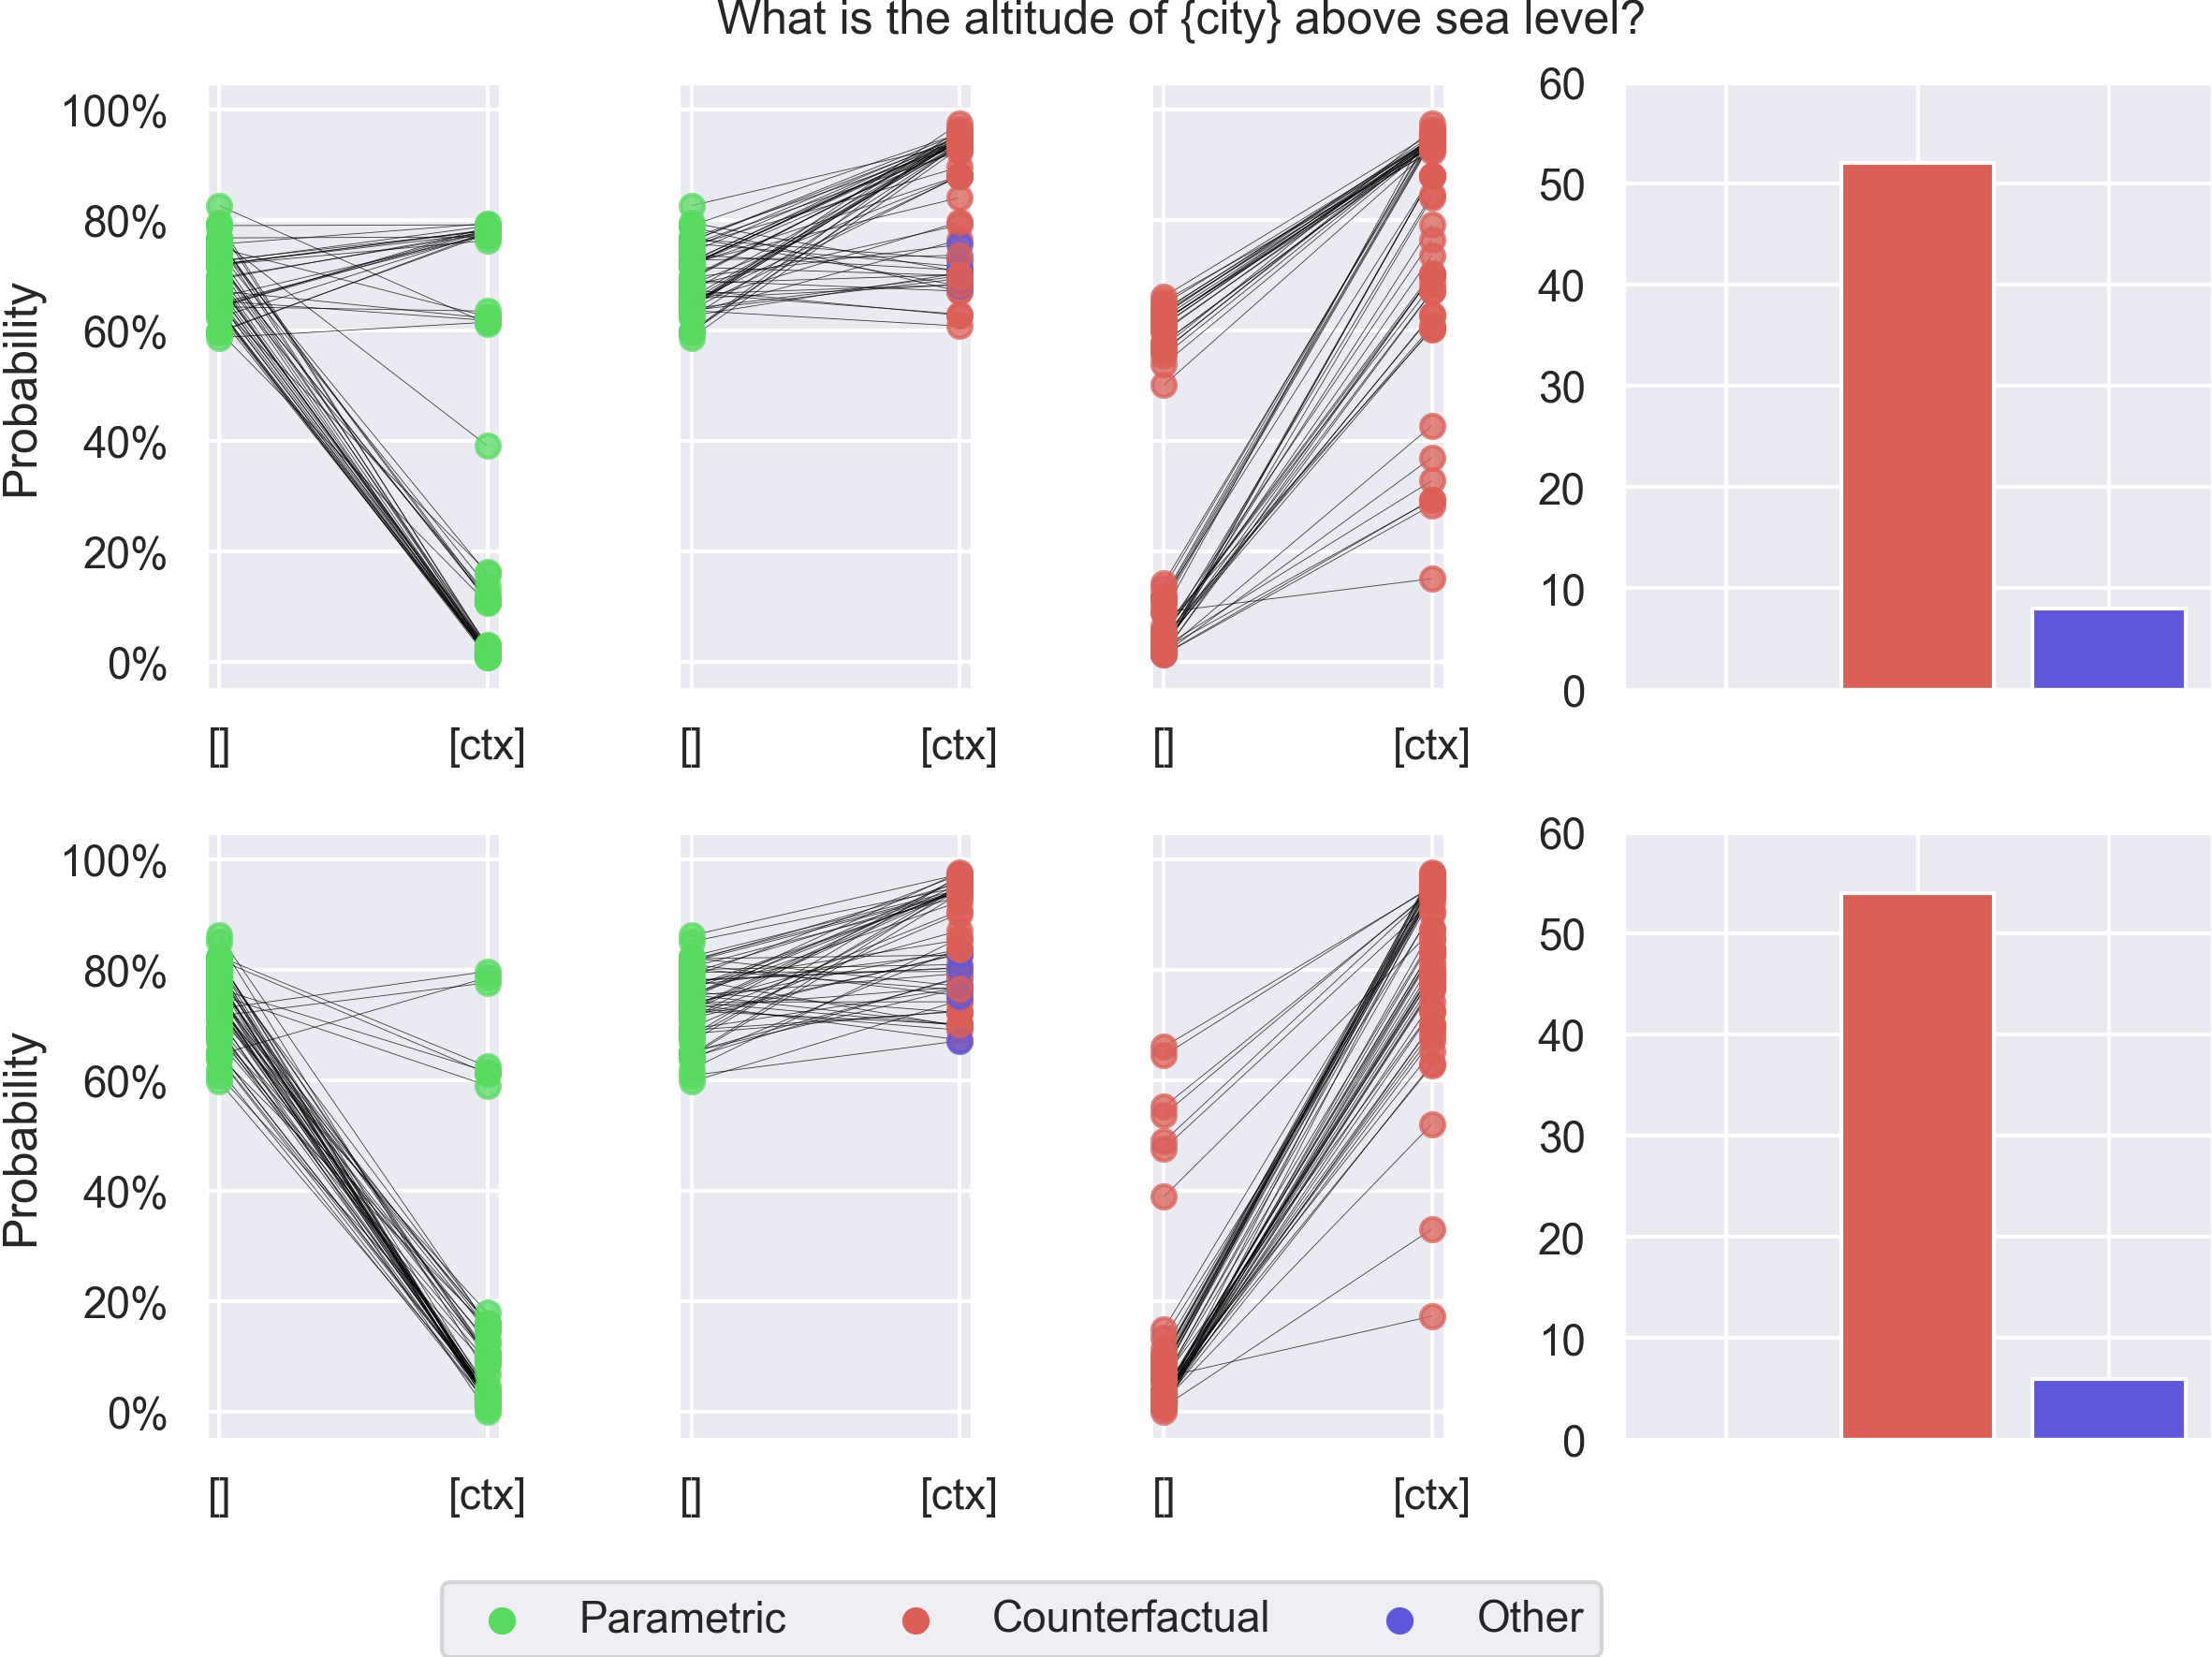 What is the altitude of {city} above sea level?
Probability
100%
80%
60%
40%
20%
0%
[] [ctx]
[] [ctx]
[] [ctx]
60
50
40
30
20
10
0
Probability
100%
80%
60%
40%
20%
0%
[] [ctx]
[] [ctx]
[] [ctx]
60
50
40
30
20
10
0
Parametric Counterfactual Other